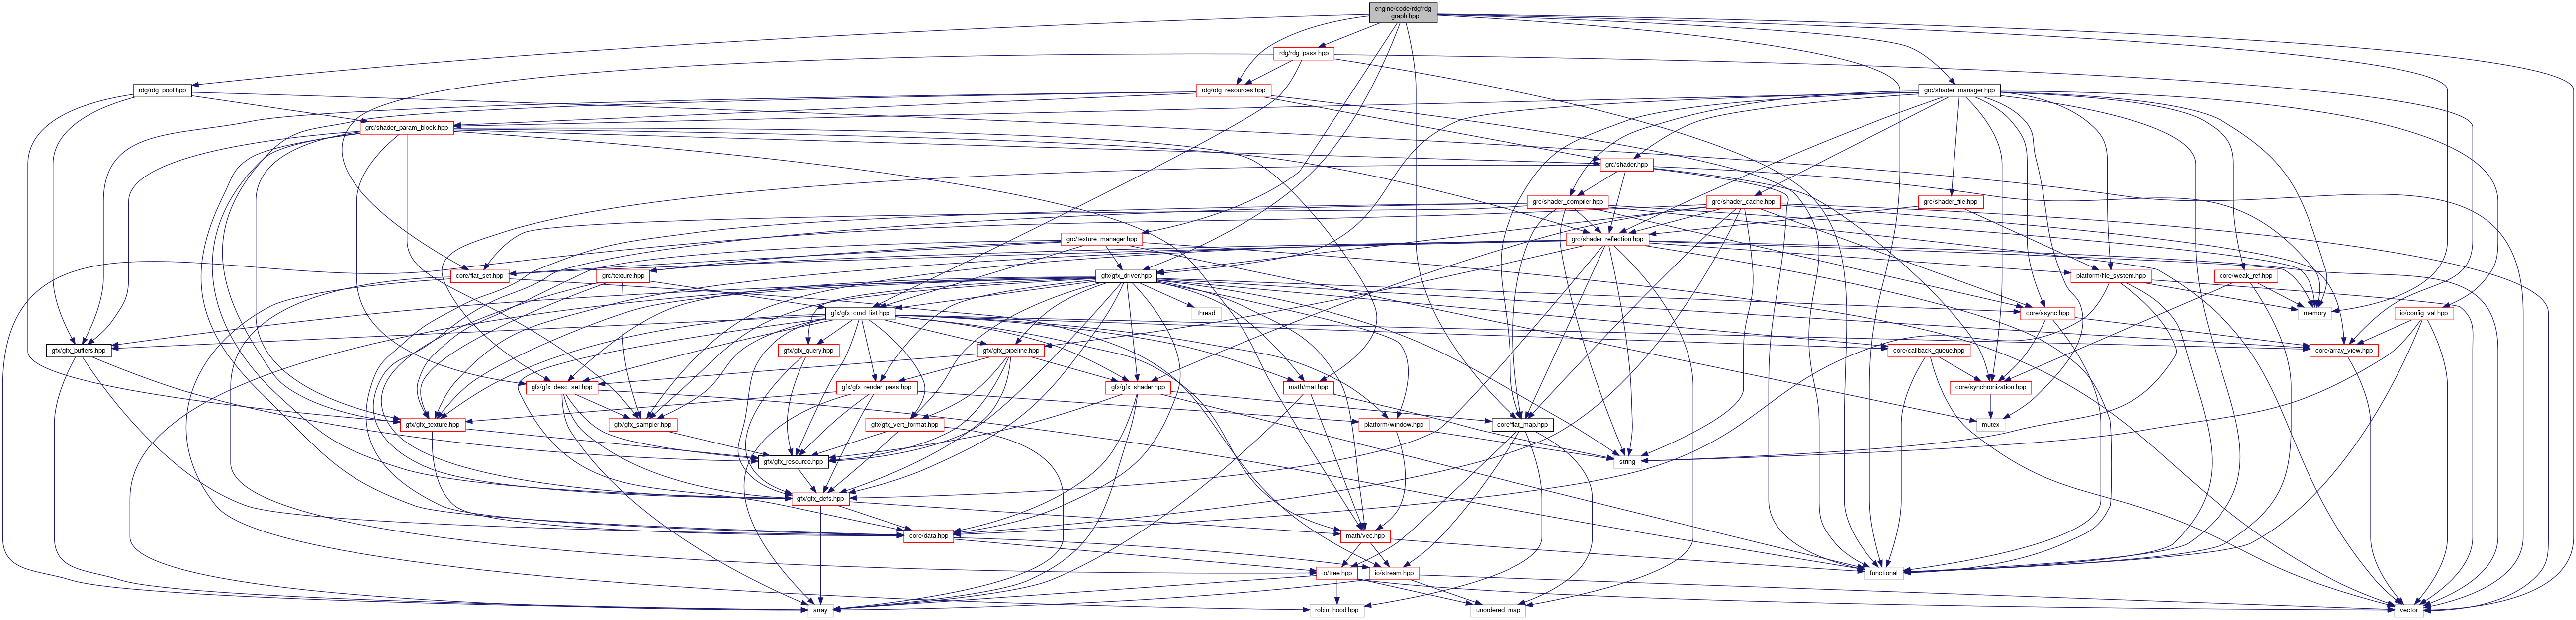 engine/code/rdg/rdg
_graph.hpp
rdg/rdg_pass.hpp
rdg/rdg_pool.hpp
rdg/rdg_resources.hpp
grc/shader_manager.hpp
grc/shader_param_block.hpp
grc/shader.hpp
grc/shader_compiler.hpp
grc/shader_cache.hpp
grc/shader_file.hpp
grc/texture_manager.hpp
grc/shader_reflection.hpp
core/flat_set.hpp
grc/texture.hpp
gfx/gfx_driver.hpp
platform/file_system.hpp
core/weak_ref.hpp
gfx/gfx_cmd_list.hpp
thread
core/async.hpp
memory
io/config_val.hpp
gfx/gfx_buffers.hpp
gfx/gfx_query.hpp
gfx/gfx_pipeline.hpp
core/callback_queue.hpp
core/array_view.hpp
gfx/gfx_desc_set.hpp
gfx/gfx_render_pass.hpp
gfx/gfx_shader.hpp
math/mat.hpp
core/synchronization.hpp
gfx/gfx_texture.hpp
gfx/gfx_sampler.hpp
gfx/gfx_vert_format.hpp
platform/window.hpp
core/flat_map.hpp
mutex
gfx/gfx_resource.hpp
string
gfx/gfx_defs.hpp
core/data.hpp
math/vec.hpp
io/tree.hpp
io/stream.hpp
functional
array
robin_hood.hpp
unordered_map
vector